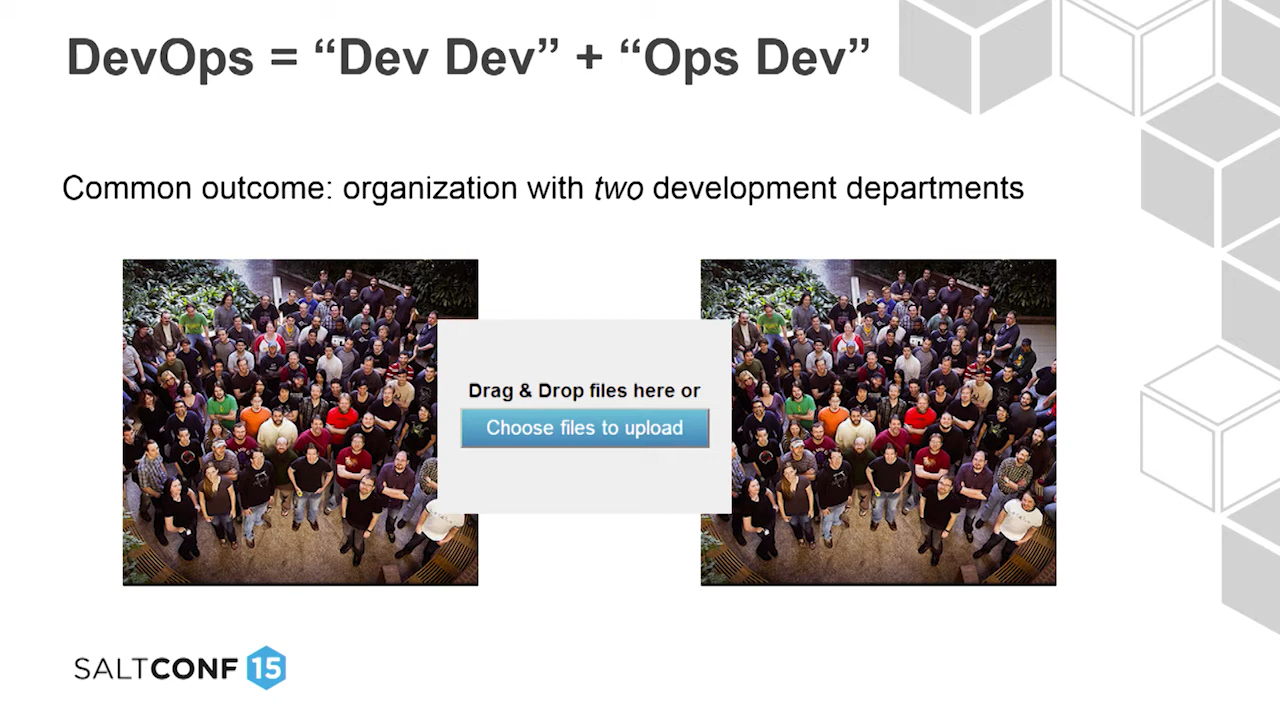 DevOps = “Dev Dev” + “Ops Dev”
Common outcome: organization with two development departments
Drag & Drop files here or
Choose files to upload
SALTCONF 15